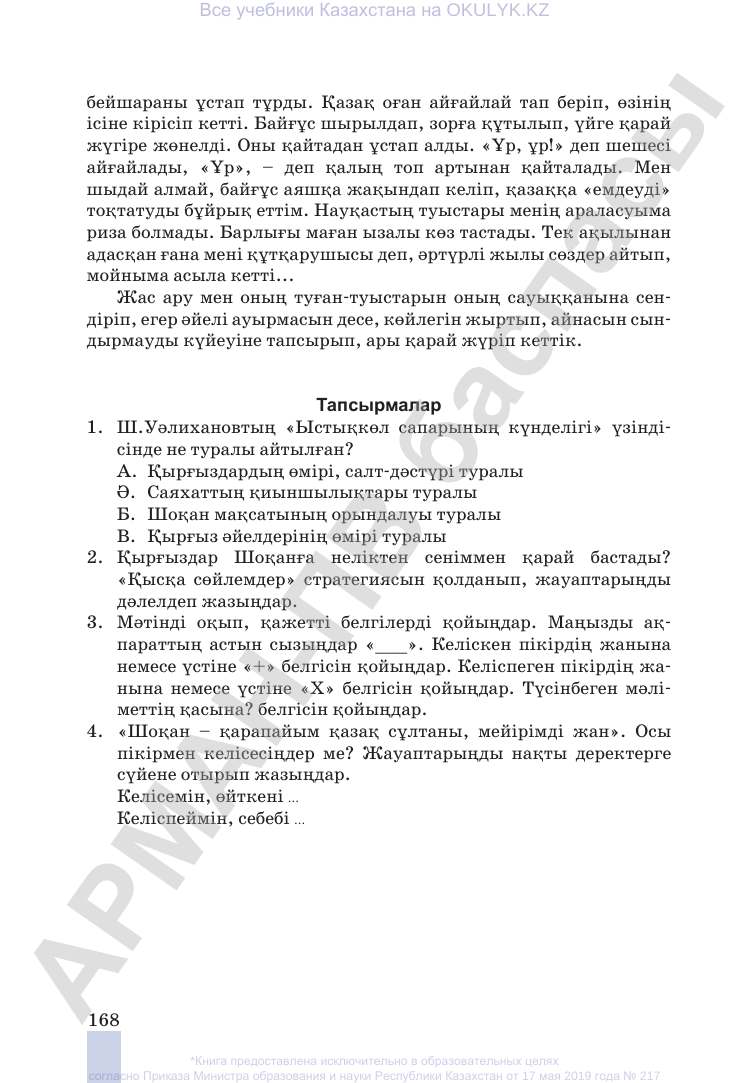 Все учебники Казахстана на OKULYK.KZ
бейшараны ұстап тұрды. Қазақ оған айғайлай тап беріп, өзінің
ісіне кірісіп кетті. Байғұс шырылдап, зорға құтылып, үйге қарай
жүгіре жөнелді. Оны қайтадан ұстап алды. «Ұр, ұр!» деп шешесі
айғайлады, «Ұр», – деп қалың топ артынан қайталады. Мен
шыдай алмай, байғұс аяшқа жақындап келіп, қазаққа «емдеуді»
тоқтатуды бұйрық еттім. Науқастың туыстары менің араласуыма
риза болмады. Барлығы маған ызалы көз тастады. Тек ақылынан
адасқан ғана мені құтқарушысы деп, әртүрлі жылы сөздер айтып,
мойныма асыла кетті...
Жас ару мен оның туған-туыстарын оның сауыққанына сен-
діріп, егер әйелі ауырмасын десе, көйлегін жыртып, айнасын сын-
дырмауды күйеуіне тапсырып, ары қарай жүріп кеттік.
Тапсырмалар
1. Ш.Уәлихановтың «Ыстықкөл сапарының күнделігі» үзінді-
сінде не туралы айтылған?
А. Қырғыздардың өмірі, салт-дәстүрі туралы
Ә. Саяхаттың қиыншылықтары туралы
Б. Шоқан мақсатының орындалуы туралы
В. Қырғыз әйелдерінің өмірі туралы
2. Қырғыздар Шоқанға неліктен сеніммен қарай бастады?
«Қысқа сөйлемдер» стратегиясын қолданып, жауаптарыңды
дәлелдеп жазыңдар.
3. Мәтінді оқып, қажетті белгілерді қойыңдар. Маңызды ақ-
параттың астын сызыңдар «___». Келіскен пікірдің жанына
немесе үстіне «+» белгісін қойыңдар. Келіспеген пікірдің жа-
нына немесе үстіне «Х» белгісін қойыңдар. Түсінбеген мәлі-
меттің қасына? белгісін қойыңдар.
4. «Шоқан – қарапайым қазақ сұлтаны, мейірімді жан». Осы
пікірмен келісесіңдер ме? Жауаптарыңды нақты деректерге
сүйене отырып жазыңдар.
Келісемін, өйткені ...
Келіспеймін, себебі ...
АРМАН-ПВ баспасы
168
*Книга предоставлена исключительно в образовательных целях
согласно Приказа Министра образования и науки Республики Казахстан от 17 мая 2019 года № 217